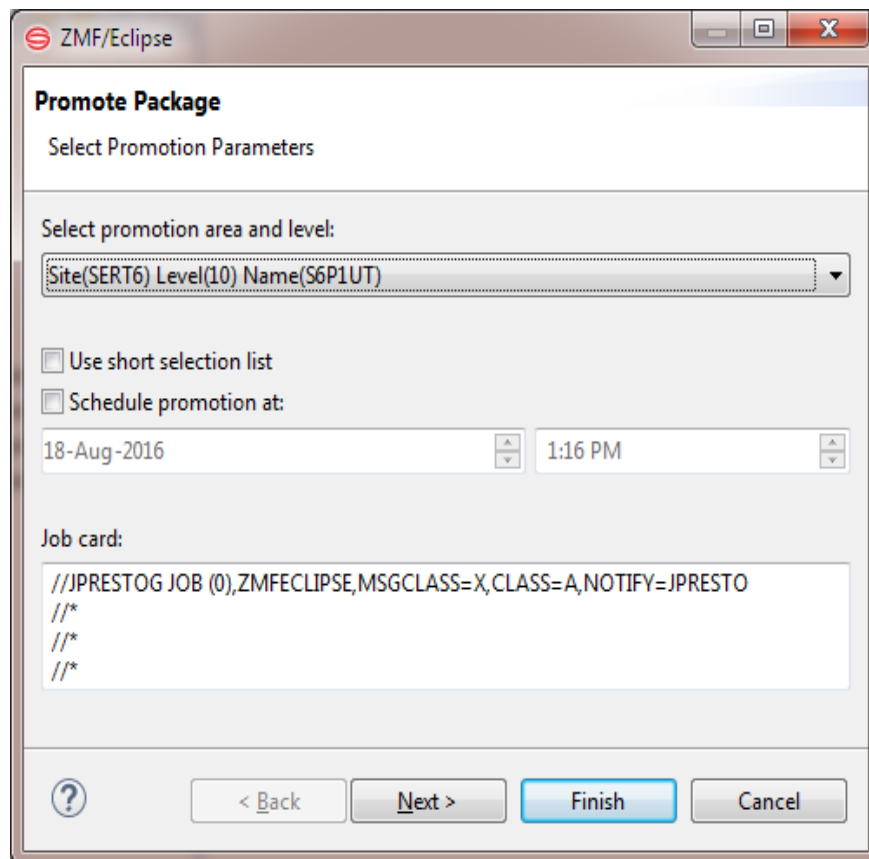 ZMF/Eclipse
Promote Package
Select Promotion Parameters
Select promotion area and level:
Site(SERT6) Level(10) Name(S6P1UT)
Use short selection list
Schedule promotion at:
18-Aug-2016 1:16 PM
Job card:
//JPRESTOG JOB (0),ZMFECLIPSE,MSGCLASS=X,CLASS=A,NOTIFY=JPRESTO
//*
//*
//*
? < Back Next > Finish Cancel